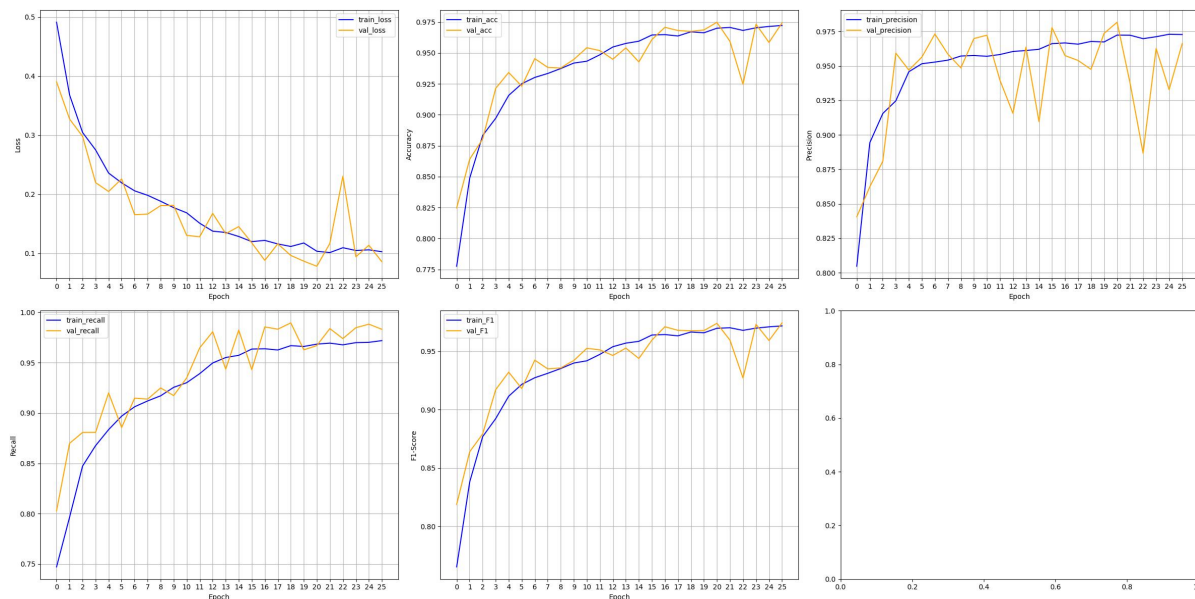 train_loss
val_loss
0.5
0.4
0.3
0.2
0.1
Loss
0 1 2 3 4 5 6 7 8 9 10 11 12 13 14 15 16 17 18 19 20 21 22 23 24 25
Epoch
train_acc
val_acc
0.975
0.950
0.925
0.900
0.875
0.850
0.825
0.800
0.775
Accuracy
0 1 2 3 4 5 6 7 8 9 10 11 12 13 14 15 16 17 18 19 20 21 22 23 24 25
Epoch
train_precision
val_precision
0.975
0.950
0.925
0.900
0.875
0.850
0.825
0.800
Precision
0 1 2 3 4 5 6 7 8 9 10 11 12 13 14 15 16 17 18 19 20 21 22 23 24 25
Epoch
train_recall
val_recall
1.00
0.95
0.90
0.85
0.80
0.75
Recall
0 1 2 3 4 5 6 7 8 9 10 11 12 13 14 15 16 17 18 19 20 21 22 23 24 25
Epoch
train_F1
val_F1
0.95
0.90
0.85
0.80
F1-Score
0 1 2 3 4 5 6 7 8 9 10 11 12 13 14 15 16 17 18 19 20 21 22 23 24 25
Epoch
1.0
0.8
0.6
0.4
0.2
0.0
0.0 0.2 0.4 0.6 0.8